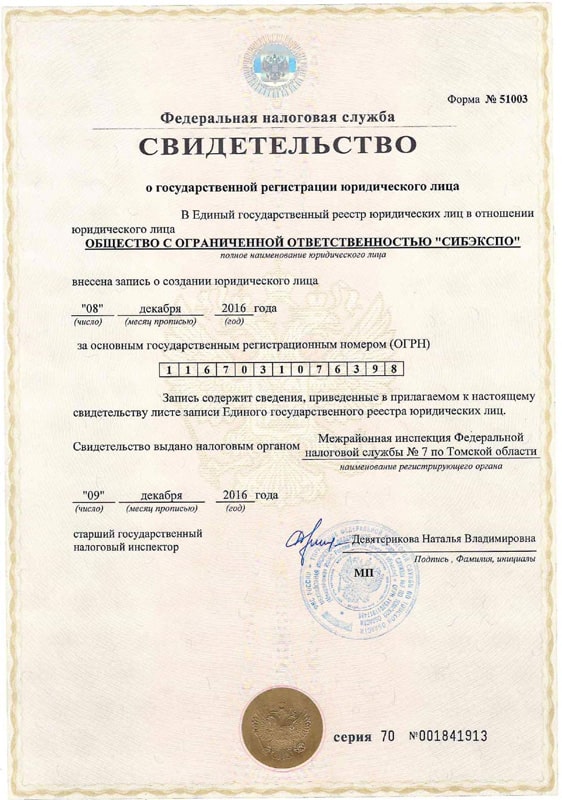 Форма № 51003
Федеральная налоговая служба
СВИДЕТЕЛЬСТВО
о государственной регистрации юридического лица
В Единый государственный реестр юридических лиц в отношении
юридического лица
ОБЩЕСТВО С ОГРАНИЧЕННОЙ ОТВЕТСТВЕННОСТЬЮ "СИБЭКСПО"
полное наименование юридического лица
внесена запись о создании юридического лица
"08" декабря 2016 года
(число) (месяц прописью) (год)
за основным государственным регистрационным номером (ОГРН)
1 1 6 7 0 3 1 0 7 6 3 9 8
Запись содержит сведения, приведенные в прилагаемом к настоящему
свидетельству листе записи Единого государственного реестра юридических лиц.
Свидетельство выдано налоговым органом Межрайонная инспекция Федеральной
налоговой службы № 7 по Томской области
наименование регистрирующего органа
"09" декабря 2016 года
(число) (месяц прописью) (год)
старший государственный
налоговый инспектор
Девятерикова Наталья Владимировна
Подпись , Фамилия, инициалы
МП
серия 70 №001841913